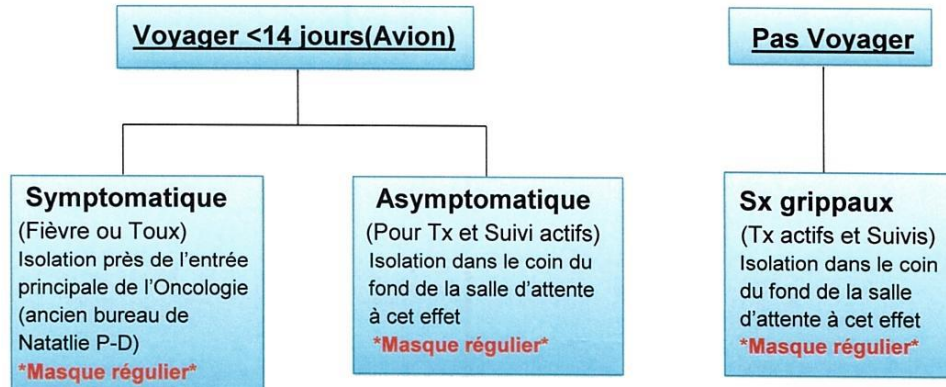 Voyager <14 jours(Avion)
Pas Voyager
Symptomatique
(Fièvre ou Toux)
Isolation près de l'entrée
principale de l'Oncologie
(ancien bureau de
Natatlie P-D)
*Masque régulier*
Asymptomatique
(Pour Tx et Suivi actifs)
Isolation dans le coin du
fond de la salle d'attente
à cet effet
*Masque régulier*
Sx grippaux
(Tx actifs et Suivis)
Isolation dans le coin
du fond de la salle
d'attente à cet effet
*Masque régulier*